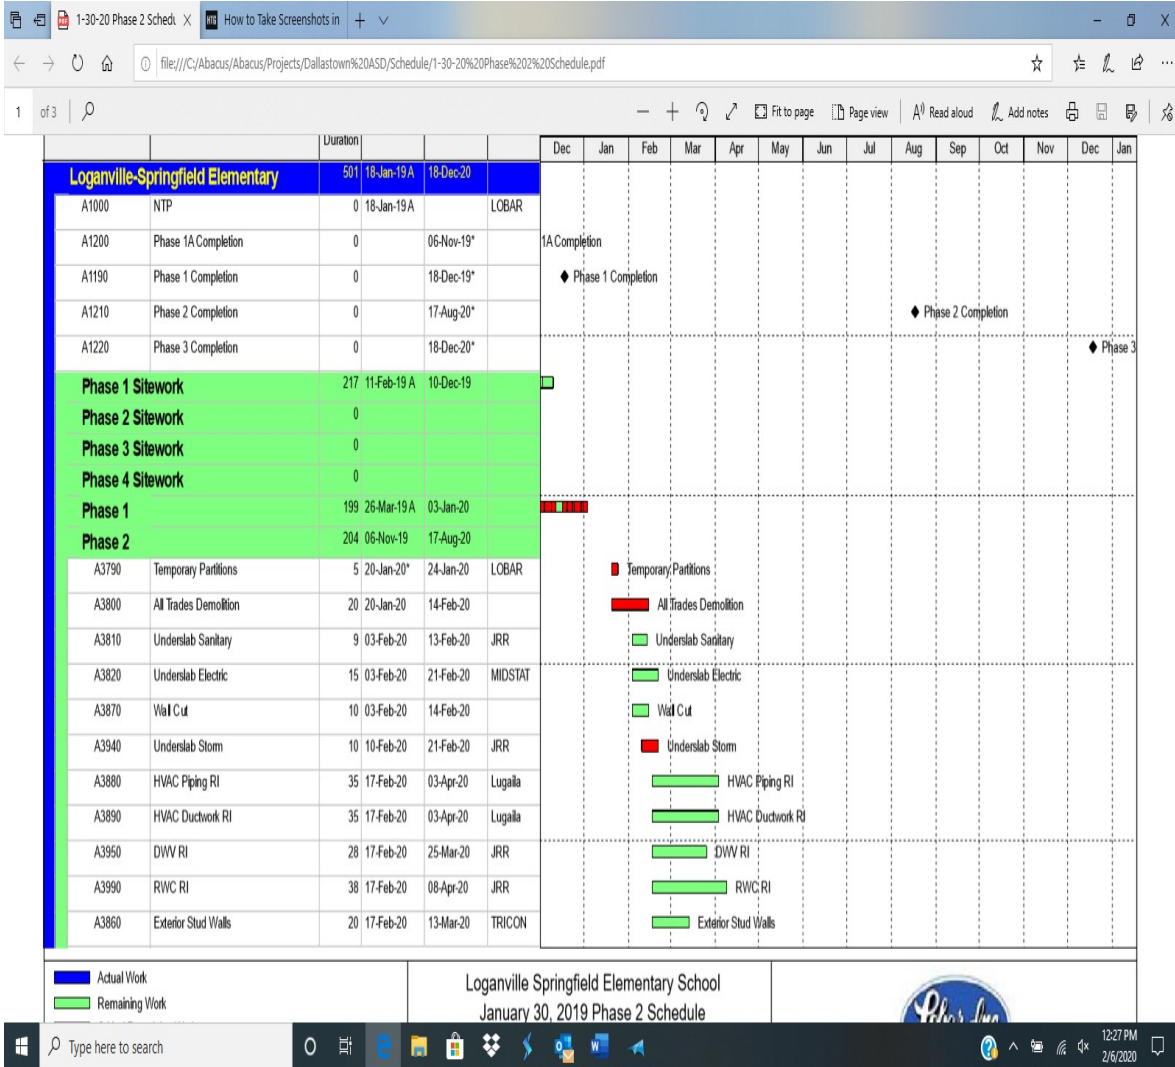 1-30-20 Phase 2 Schedu
HTG How to Take Screenshots in
file:///C:/Abacus/Abacus/Projects/Dallastown%20ASD/Schedule/1-30-20%20Phase%202%20Schedule.pdf
1 of 3 Fit to page Page view Read aloud Add notes
Duration Dec Jan Feb Mar Apr May Jun Jul Aug Sep Oct Nov Dec Jan
Loganville-Springfield Elementary 501 18-Jan-19 A 18-Dec-20
A1000 NTP 0 18-Jan-19 A LOBAR
A1200 Phase 1A Completion 0 06-Nov-19* 1A Completion
A1190 Phase 1 Completion 0 18-Dec-19* Phase 1 Completion
A1210 Phase 2 Completion 0 17-Aug-20* Phase 2 Completion
A1220 Phase 3 Completion 0 18-Dec-20* Phase 3
Phase 1 Sitework 217 11-Feb-19 A 10-Dec-19
Phase 2 Sitework 0
Phase 3 Sitework 0
Phase 4 Sitework 0
Phase 1 199 26-Mar-19 A 03-Jan-20
Phase 2 204 06-Nov-19 17-Aug-20
A3790 Temporary Partitions 5 20-Jan-20* 24-Jan-20 LOBAR Temporary Partitions
A3800 All Trades Demolition 20 20-Jan-20 14-Feb-20 All Trades Demolition
A3810 Underslab Sanitary 9 03-Feb-20 13-Feb-20 JRR Underslab Sanitary
A3820 Underslab Electric 15 03-Feb-20 21-Feb-20 MIDSTAT Underslab Electric
A3870 Wall Cut 10 03-Feb-20 14-Feb-20 Wall Cut
A3940 Underslab Storm 10 10-Feb-20 21-Feb-20 JRR Underslab Storm
A3880 HVAC Piping RI 35 17-Feb-20 03-Apr-20 Lugaila HVAC Piping RI
A3890 HVAC Ductwork RI 35 17-Feb-20 03-Apr-20 Lugaila HVAC Ductwork RI
A3950 DWV RI 28 17-Feb-20 25-Mar-20 JRR DWV RI
A3990 RWC RI 38 17-Feb-20 08-Apr-20 JRR RWC RI
A3860 Exterior Stud Walls 20 17-Feb-20 13-Mar-20 TRICON Exterior Stud Walls
Actual Work
Remaining Work
Loganville Springfield Elementary School
January 30, 2019 Phase 2 Schedule
Type here to search
12:27 PM
2/6/2020